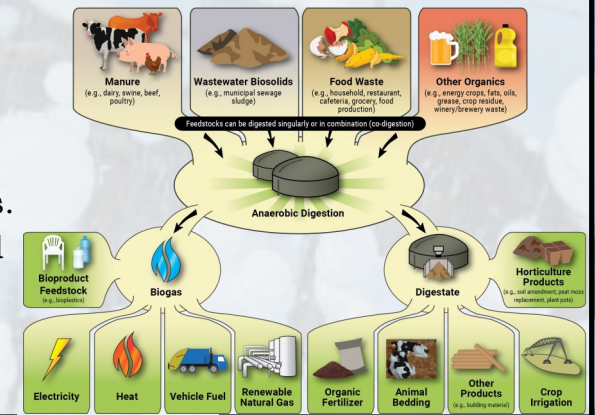 Manure
(e.g., dairy, swine, beef,
poultry)
Wastewater Biosolids
(e.g., municipal sewage
sludge)
Food Waste
(e.g., household, restaurant,
cafeteria, grocery, food
production)
Other Organics
(e.g., energy crops, fats, oils,
grease, crop residue,
winery/brewery waste)
Feedstocks can be digested singularly or in combination (co-digestion)
s.
Anaerobic Digestion
Bioproduct
Feedstock
(e.g., bioplastics)
Biogas
Digestate
Horticulture
Products
(e.g., soil amendment, peat moss
replacement, plant pots)
Electricity
Heat
Vehicle Fuel
Renewable
Natural Gas
Organic
Fertilizer
Animal
Bedding
Other
Products
(e.g., building material)
Crop
Irrigation